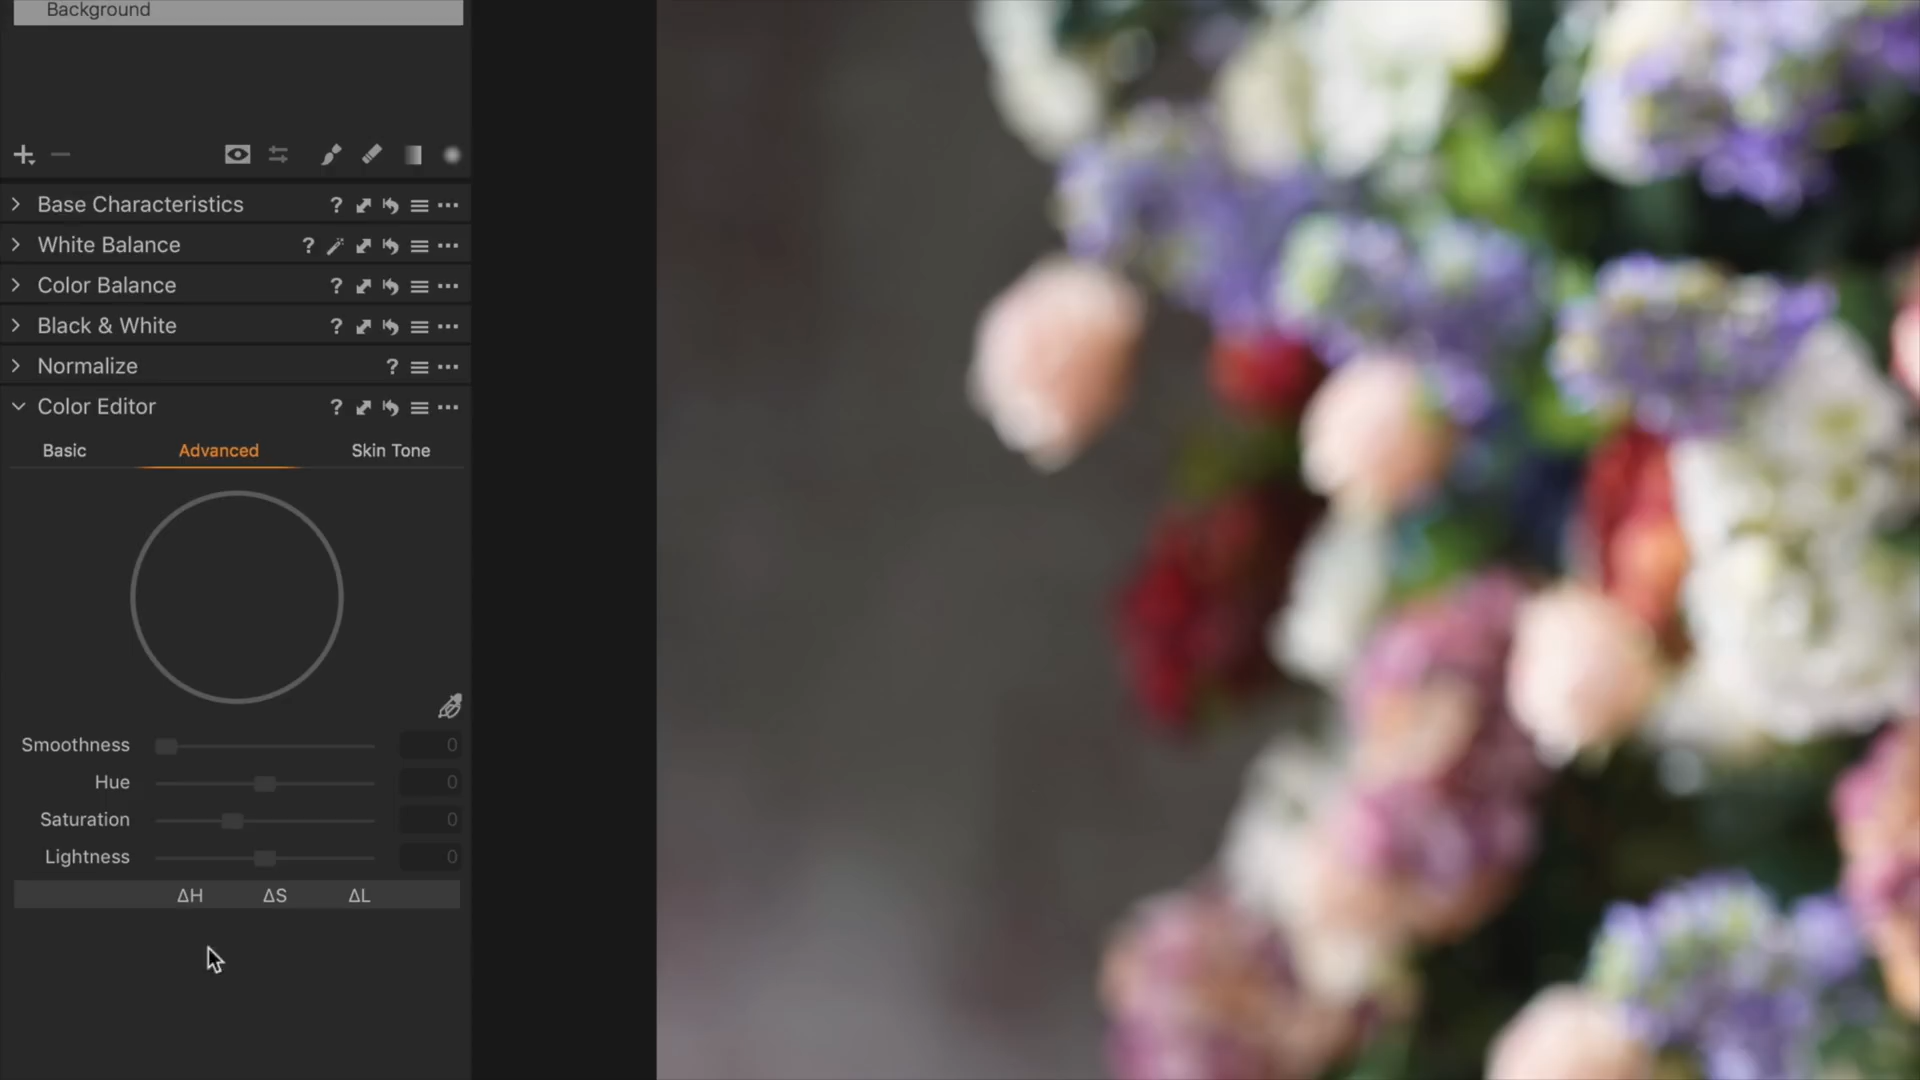 Background
Base Characteristics ?
White Balance ?
Color Balance ?
Black & White ?
Normalize ?
Color Editor ?
Basic Advanced Skin Tone
Smoothness 0
Hue 0
Saturation 0
Lightness 0
ΔH ΔS ΔL